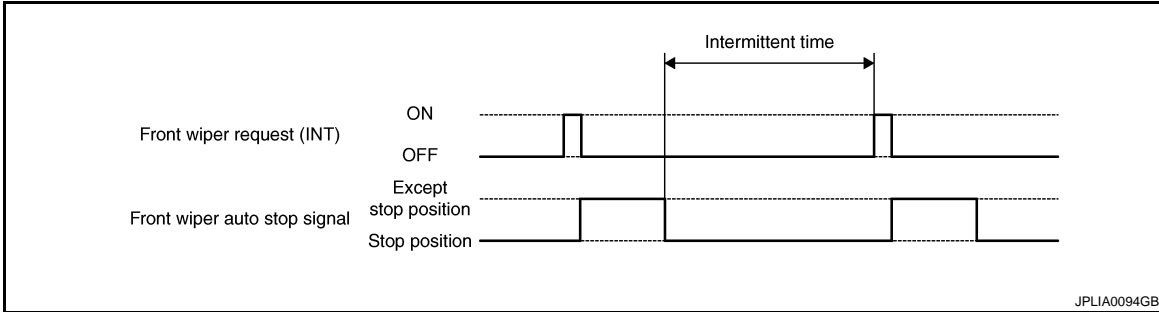 Intermittent time
ON
Front wiper request (INT)
OFF
Except
stop position
Front wiper auto stop signal
Stop position
JPLIA0094GB